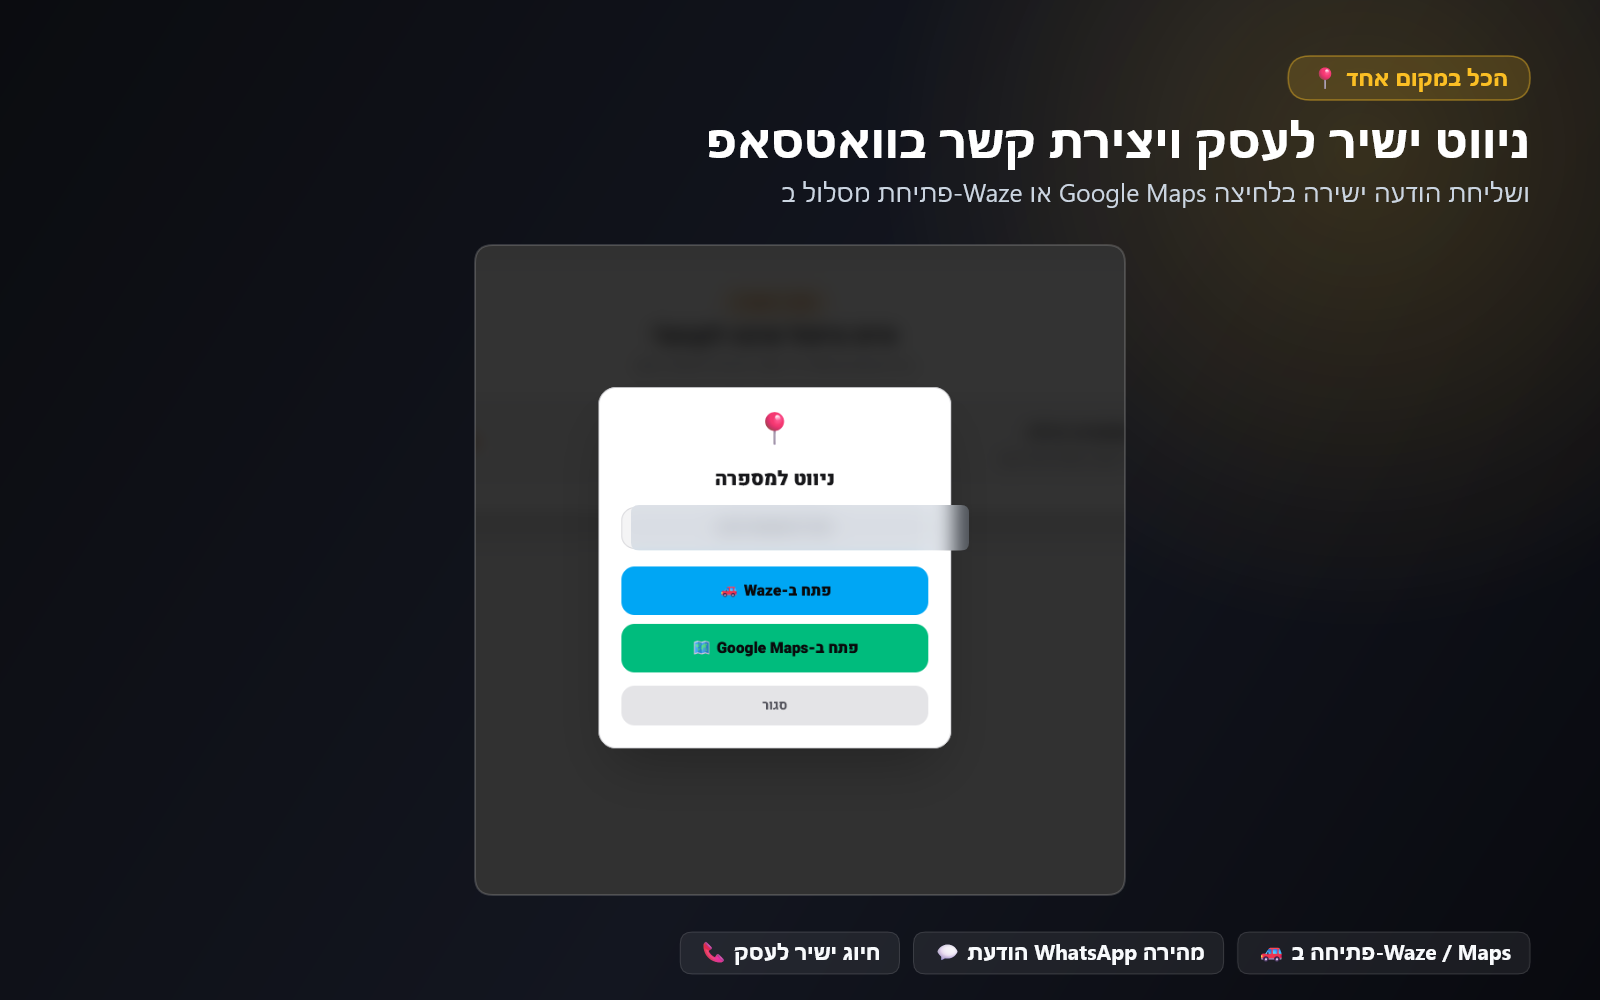 הכל במקום אחד 📍
ניווט ישיר לעסק ויצירת קשר בוואטסאפ
ושליחת הודעה ישירה בלחיצה Google Maps או Waze-פתיחת מסלול ב
📍
ניווט למספרה
פתח ב-Waze 🚗
פתח ב-Google Maps 🗺️
סגור
Waze / Maps-פתיחה ב 🚗
מהירה WhatsApp הודעת 💬
חיוג ישיר לעסק 📞